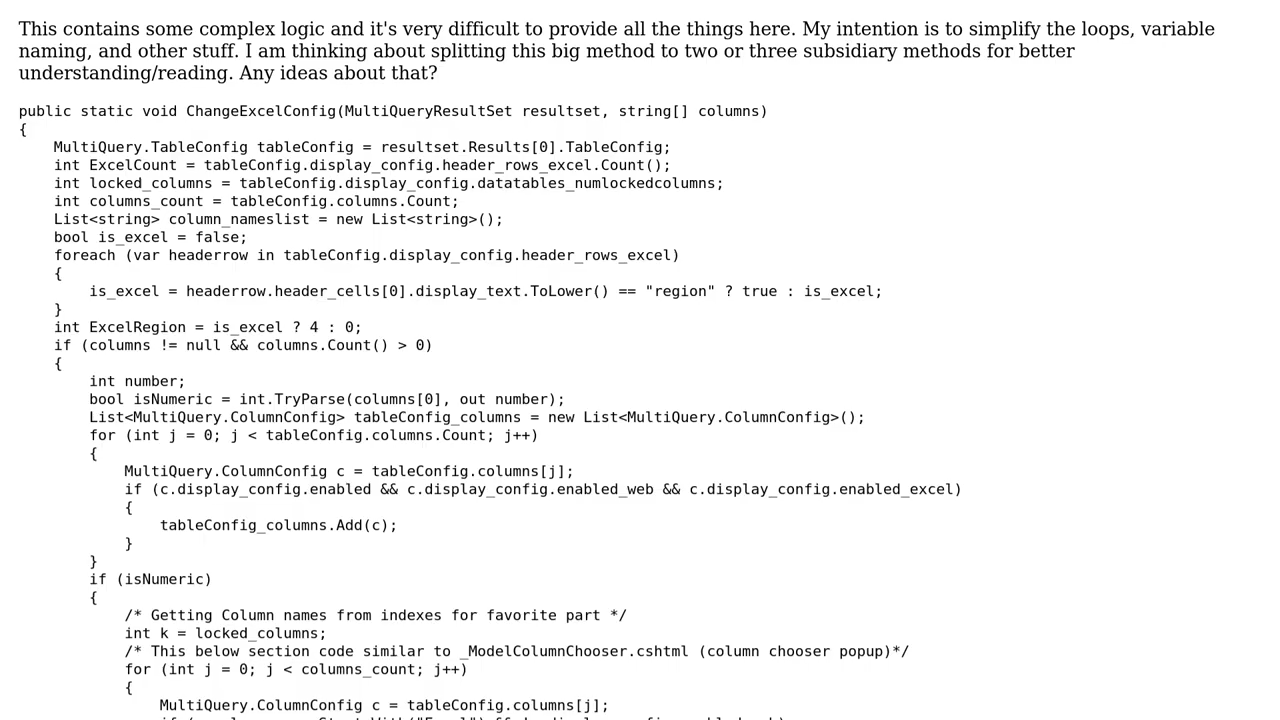 This contains some complex logic and it's very difficult to provide all the things here. My intention is to simplify the loops, variable
naming, and other stuff. I am thinking about splitting this big method to two or three subsidiary methods for better
understanding/reading. Any ideas about that?
public static void ChangeExcelConfig(MultiQueryResultSet resultset, string[] columns)
{
    MultiQuery.TableConfig tableConfig = resultset.Results[0].TableConfig;
    int ExcelCount = tableConfig.display_config.header_rows_excel.Count();
    int locked_columns = tableConfig.display_config.datatables_numlockedcolumns;
    int columns_count = tableConfig.columns.Count;
    List<string> column_nameslist = new List<string>();
    bool is_excel = false;
    foreach (var headerrow in tableConfig.display_config.header_rows_excel)
    {
        is_excel = headerrow.header_cells[0].display_text.ToLower() == "region" ? true : is_excel;
    }
    int ExcelRegion = is_excel ? 4 : 0;
    if (columns != null && columns.Count() > 0)
    {
        int number;
        bool isNumeric = int.TryParse(columns[0], out number);
        List<MultiQuery.ColumnConfig> tableConfig_columns = new List<MultiQuery.ColumnConfig>();
        for (int j = 0; j < tableConfig.columns.Count; j++)
        {
            MultiQuery.ColumnConfig c = tableConfig.columns[j];
            if (c.display_config.enabled && c.display_config.enabled_web && c.display_config.enabled_excel)
            {
                tableConfig_columns.Add(c);
            }
        }
        if (isNumeric)
        {
            /* Getting Column names from indexes for favorite part */
            int k = locked_columns;
            /* This below section code similar to _ModelColumnChooser.cshtml (column chooser popup)*/
            for (int j = 0; j < columns_count; j++)
            {
                MultiQuery.ColumnConfig c = tableConfig.columns[j];